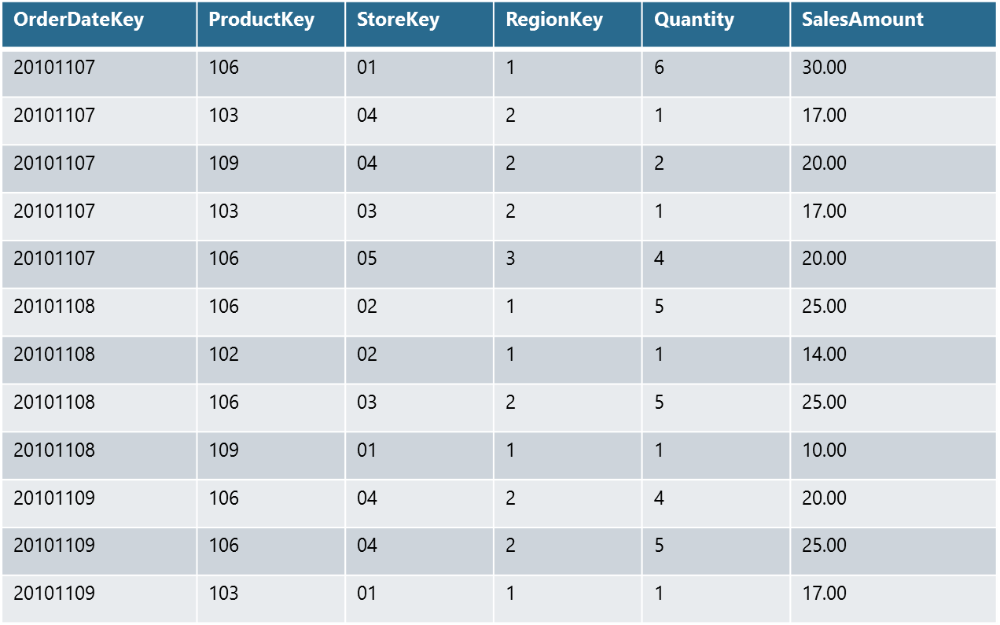 OrderDateKey ProductKey StoreKey RegionKey Quantity SalesAmount
20101107 106 01 1 6 30.00
20101107 103 04 2 1 17.00
20101107 109 04 2 2 20.00
20101107 103 03 2 1 17.00
20101107 106 05 3 4 20.00
20101108 106 02 1 5 25.00
20101108 102 02 1 1 14.00
20101108 106 03 2 5 25.00
20101108 109 01 1 1 10.00
20101109 106 04 2 4 20.00
20101109 106 04 2 5 25.00
20101109 103 01 1 1 17.00